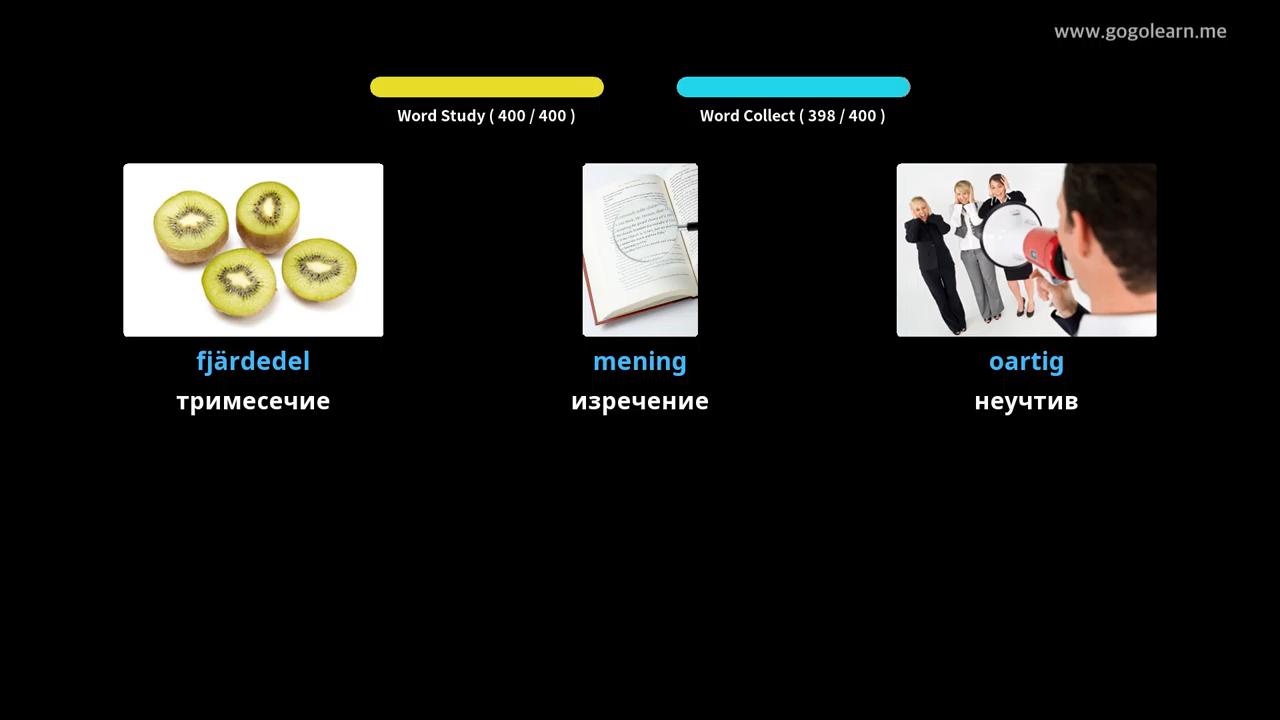 www.gogolearn.me
Word Study ( 400 / 400 )
Word Collect ( 398 / 400 )
fjärdedel
mening
oartig
тримесечие
изречение
неучтив